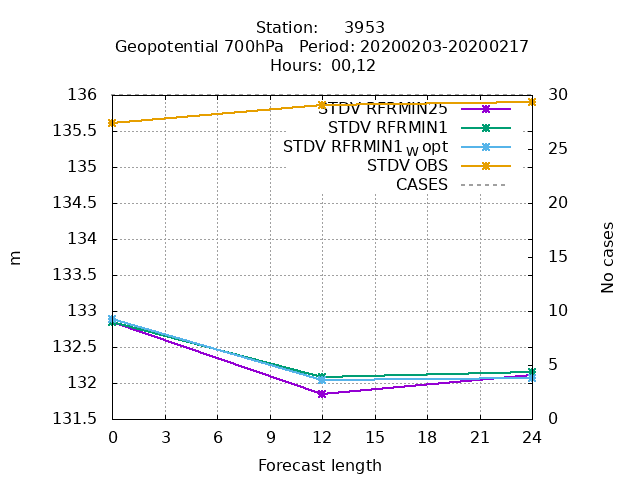 Station: 3953
Geopotential 700hPa Period: 20200203-20200217
Hours: 00,12
136
135.5
135
134.5
134
133.5
133
132.5
132
131.5
m
30
25
20
15
10
5
0
No cases
STDV RFRMIN25
STDV RFRMIN1
STDV RFRMIN1_W opt
STDV OBS
CASES
0 3 6 9 12 15 18 21 24
Forecast length